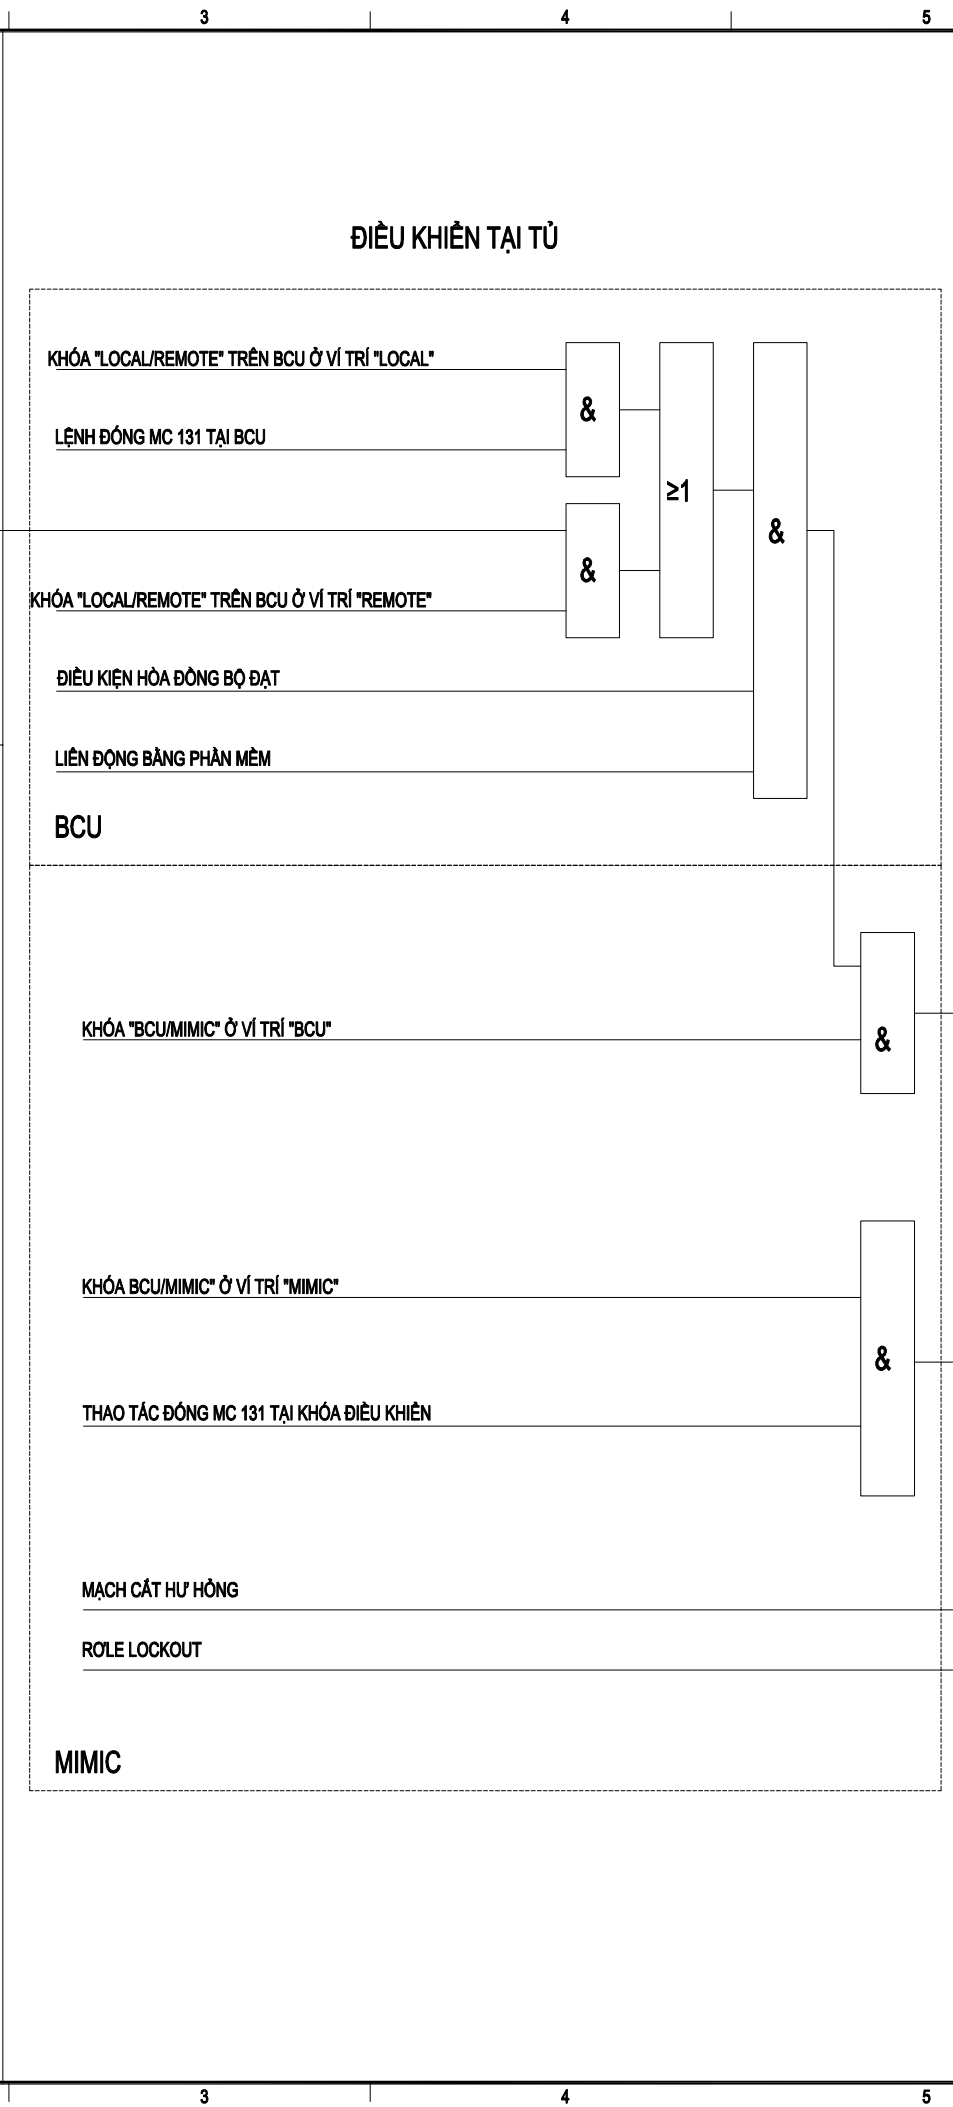 3 4 5
ĐIỀU KHIỂN TẠI TỦ
KHÓA "LOCAL/REMOTE" TRÊN BCU Ở VÍ TRÍ "LOCAL"
&
LỆNH ĐÓNG MC 131 TẠI BCU
≥1
&
&
KHÓA "LOCAL/REMOTE" TRÊN BCU Ở VÍ TRÍ "REMOTE"
ĐIỀU KIỆN HÒA ĐỒNG BỘ ĐẠT
LIÊN ĐỘNG BẰNG PHẦN MỀM
BCU
KHÓA "BCU/MIMIC" Ở VÍ TRÍ "BCU"
&
KHÓA BCU/MIMIC" Ở VÍ TRÍ "MIMIC"
&
THAO TÁC ĐÓNG MC 131 TẠI KHÓA ĐIỀU KHIỂN
MẠCH CẮT HƯ HỎNG
RƠLE LOCKOUT
MIMIC
3 4 5